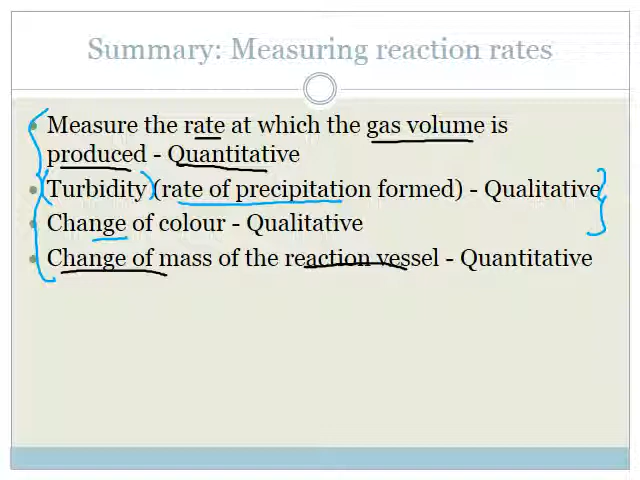 Summary: Measuring reaction rates
• Measure the rate at which the gas volume is
produced - Quantitative
• Turbidity (rate of precipitation formed) - Qualitative
• Change of colour - Qualitative
• Change of mass of the reaction vessel - Quantitative